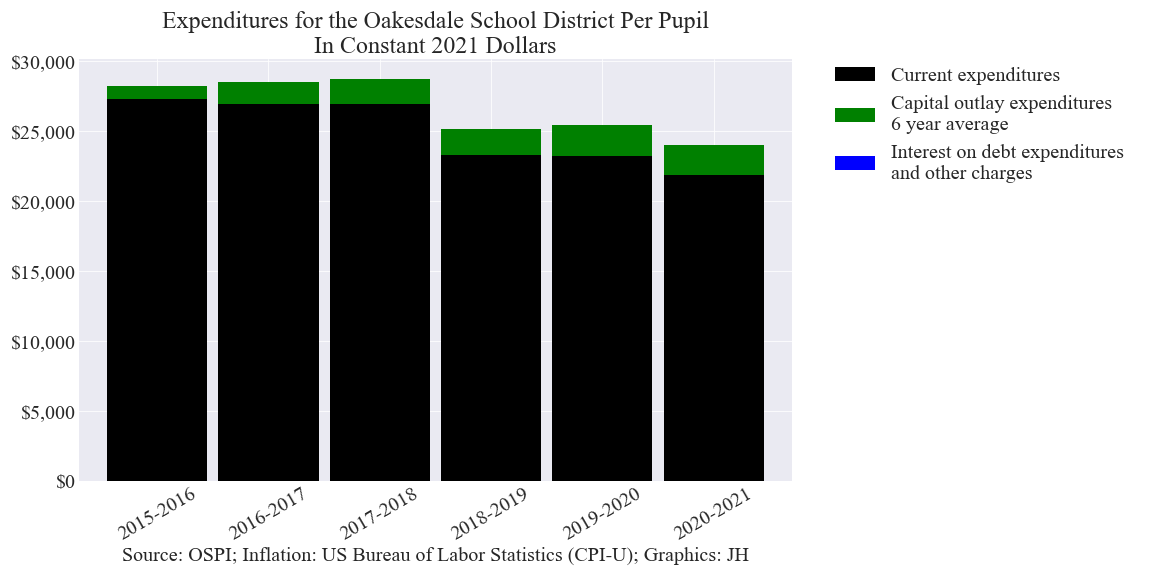 Expenditures for the Oakesdale School District Per Pupil
In Constant 2021 Dollars
$30,000
$25,000
$20,000
$15,000
$10,000
$5,000
$0
2015-2016
2016-2017
2017-2018
2018-2019
2019-2020
2020-2021
Source: OSPI; Inflation: US Bureau of Labor Statistics (CPI-U); Graphics: JH
Current expenditures
Capital outlay expenditures
6 year average
Interest on debt expenditures
and other charges